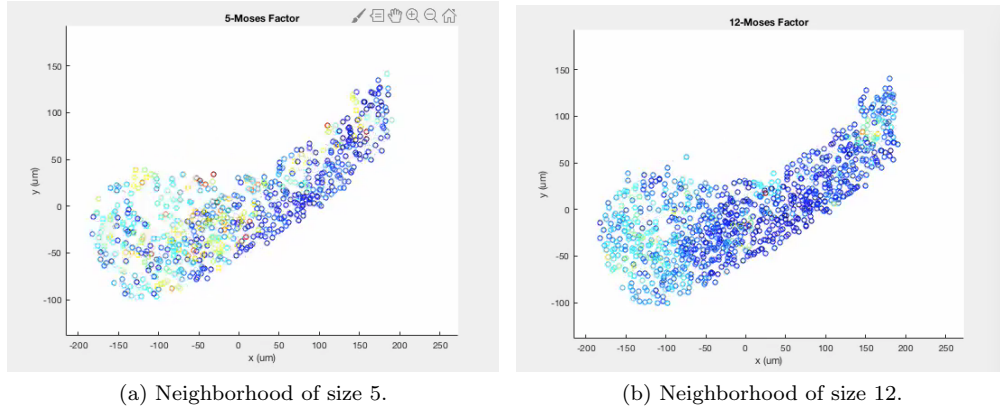 5-Moses Factor
150
100
50
0
-50
-100
y (um)
-200 -150 -100 -50 0 50 100 150 200 250
x (um)
(a) Neighborhood of size 5.
12-Moses Factor
150
100
50
0
-50
-100
y (um)
-200 -150 -100 -50 0 50 100 150 200 250
x (um)
(b) Neighborhood of size 12.